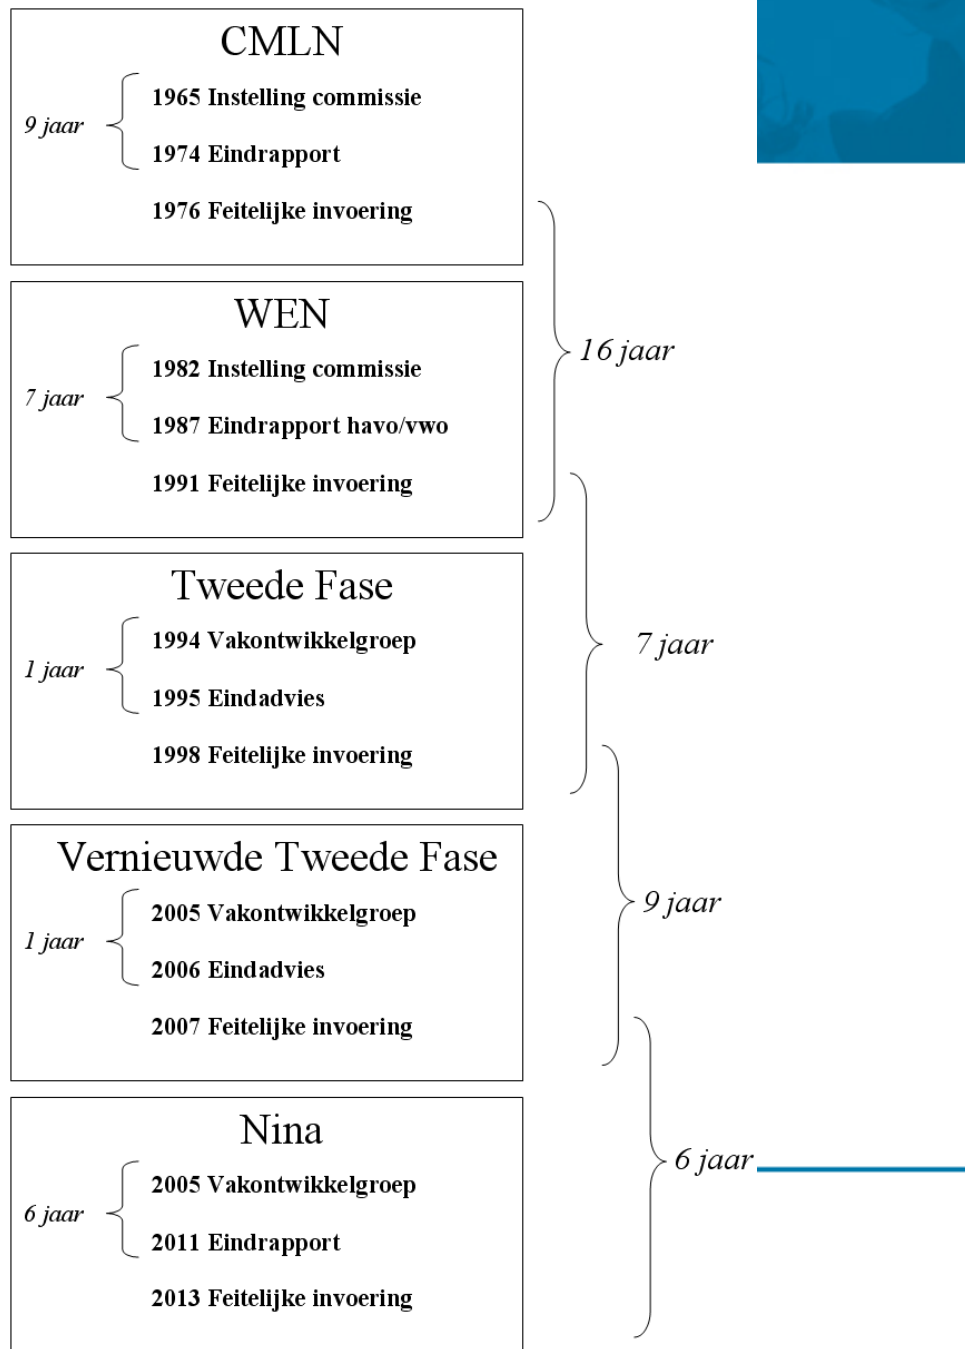 CMLN
9 jaar
1965 Instelling commissie
1974 Eindrapport
1976 Feitelijke invoering
16 jaar
WEN
7 jaar
1982 Instelling commissie
1987 Eindrapport havo/vwo
1991 Feitelijke invoering
7 jaar
Tweede Fase
1 jaar
1994 Vakontwikkelgroep
1995 Eindadvies
1998 Feitelijke invoering
9 jaar
Vernieuwde Tweede Fase
1 jaar
2005 Vakontwikkelgroep
2006 Eindadvies
2007 Feitelijke invoering
6 jaar
Nina
6 jaar
2005 Vakontwikkelgroep
2011 Eindrapport
2013 Feitelijke invoering